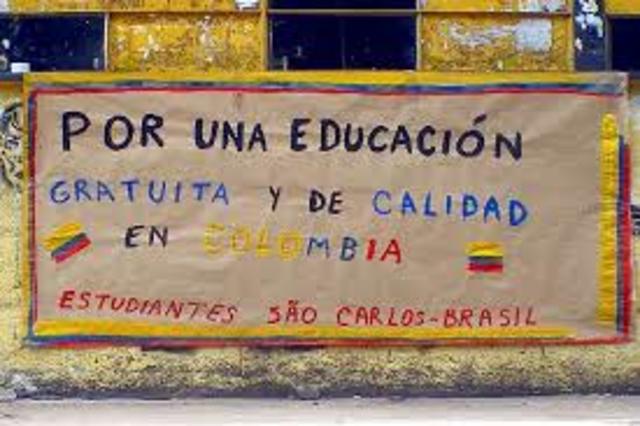 POR UNA EDUCACIÓN
GRATUITA Y DE CALIDAD
EN COLOMBIA
ESTUDIANTES SÃO CARLOS-BRASIL